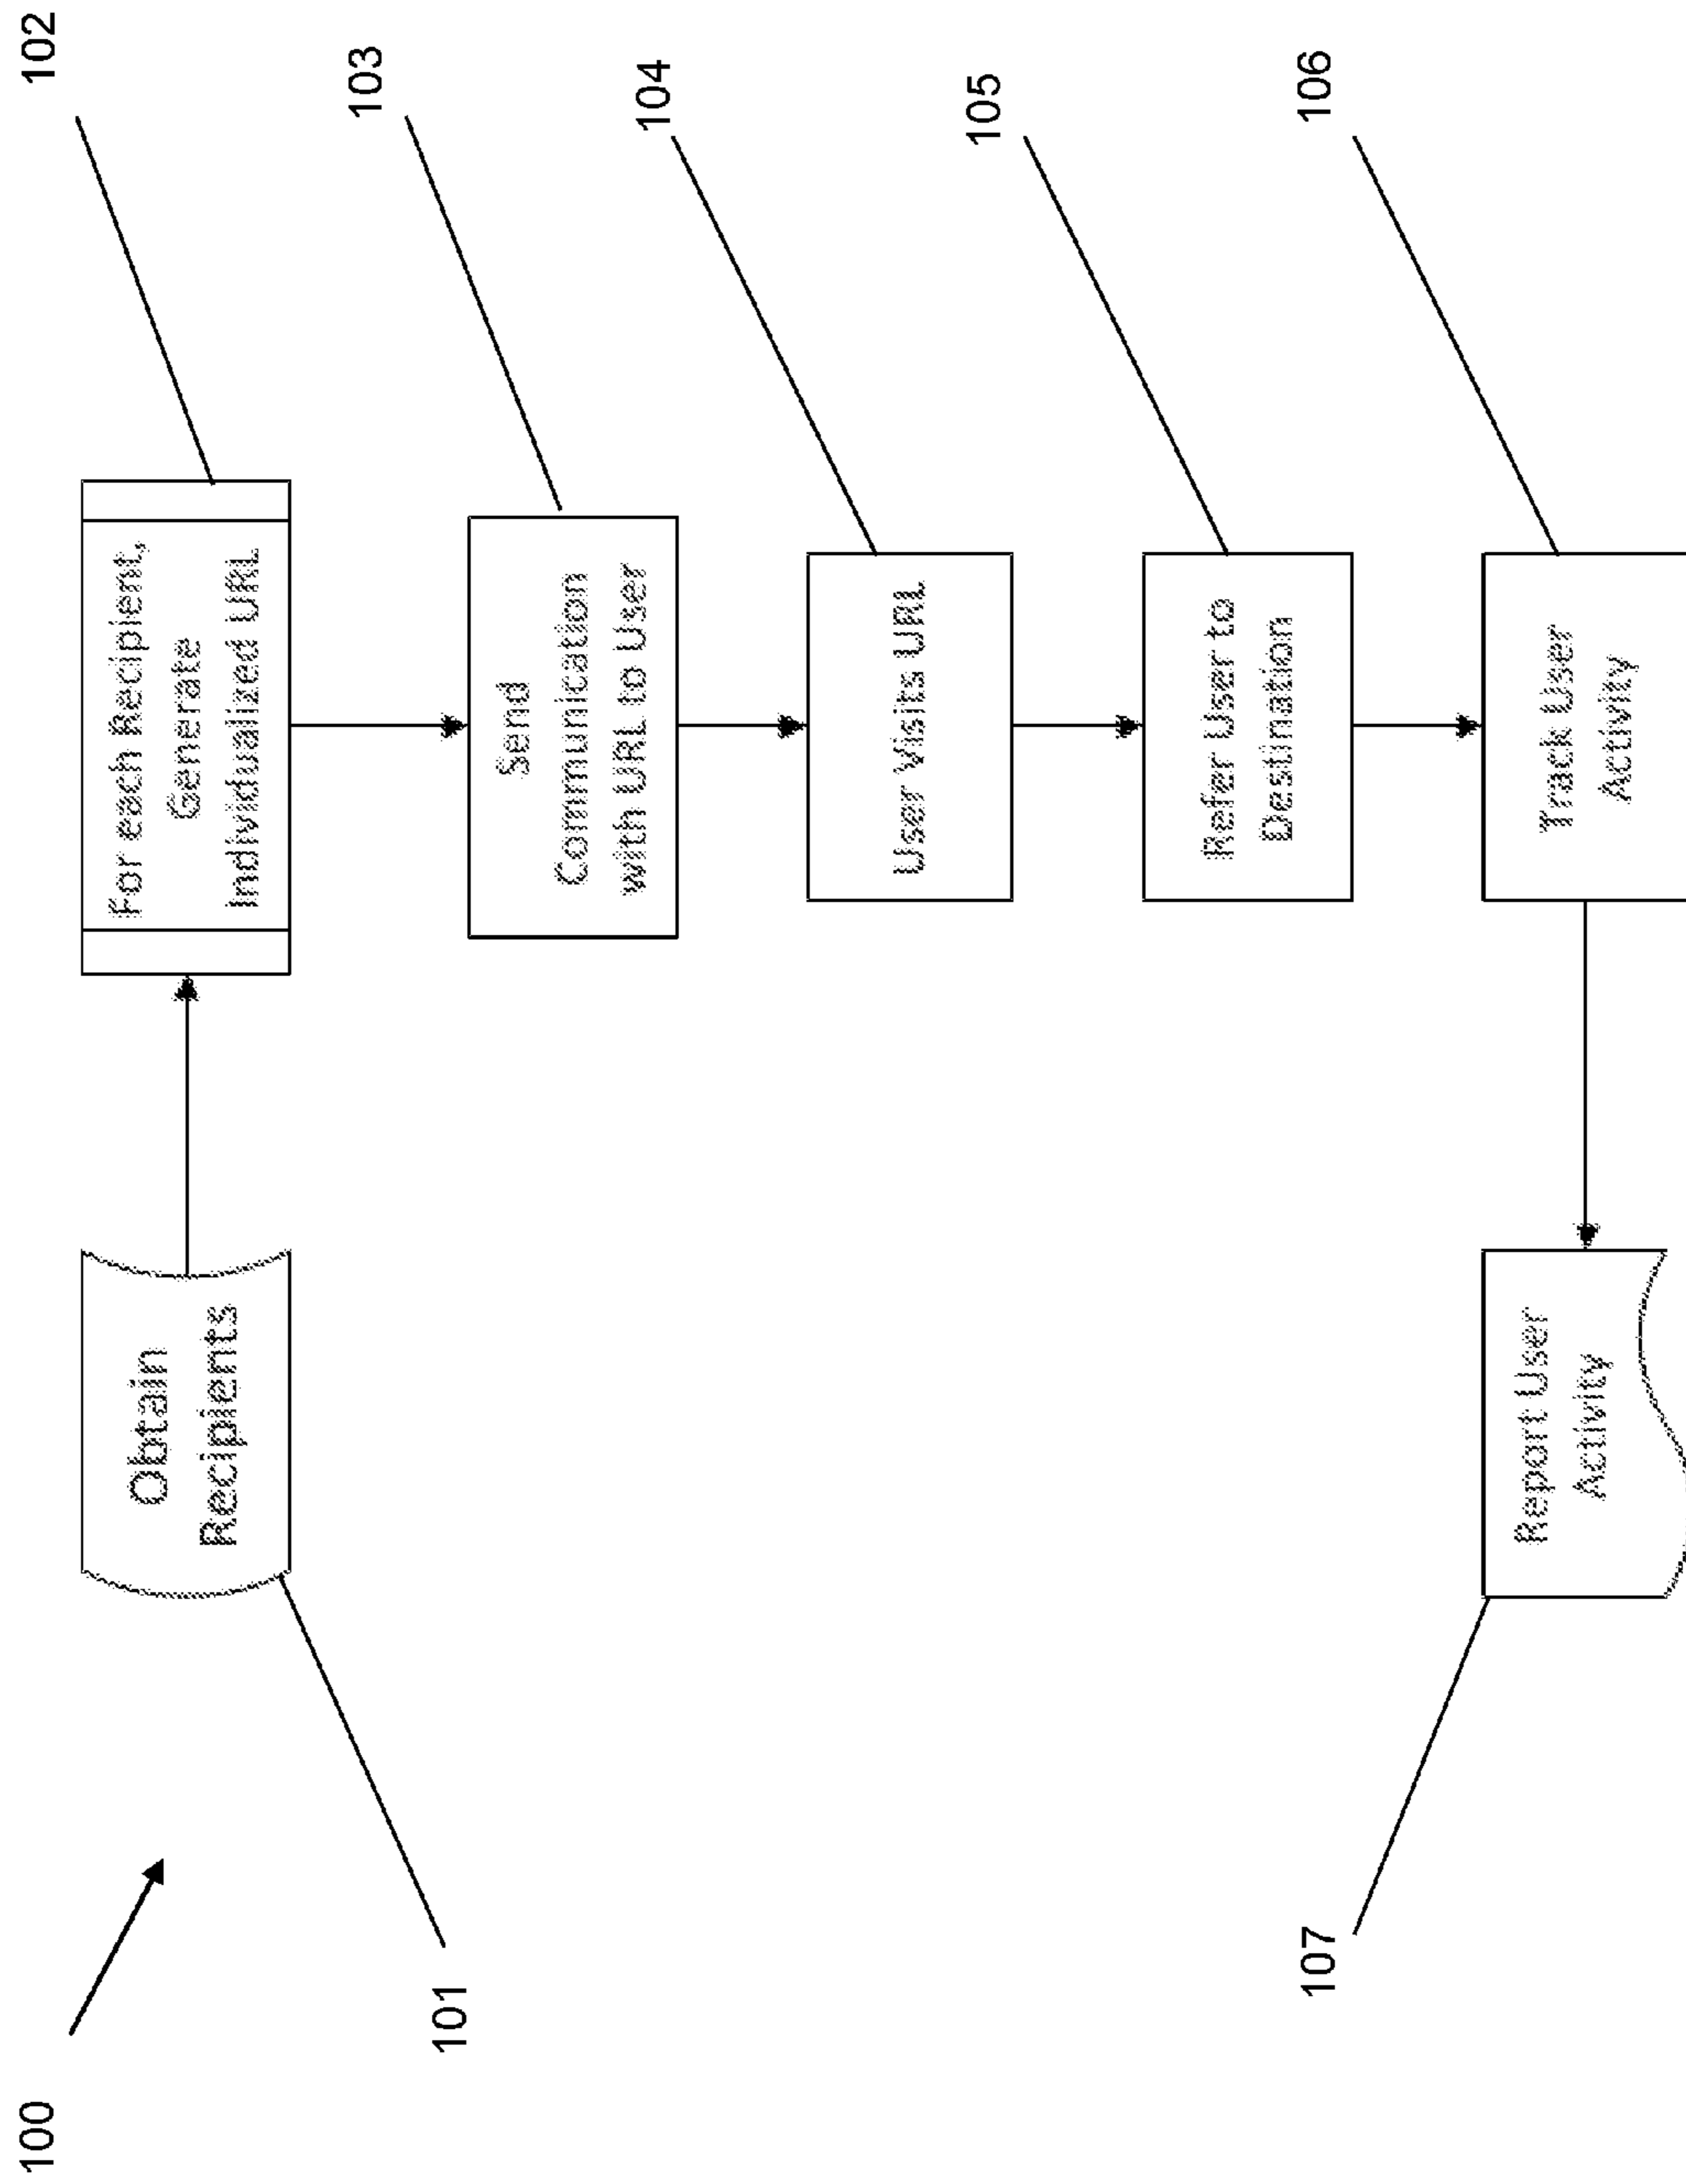 100
101
Obtain
Recipients
102
For each Recipient,
Generate
Individualized URL
103
Send
Communication
with URL to User
104
User Visits URL
105
Refer User to
Destination
106
Track User
Activity
107
Report User
Activity